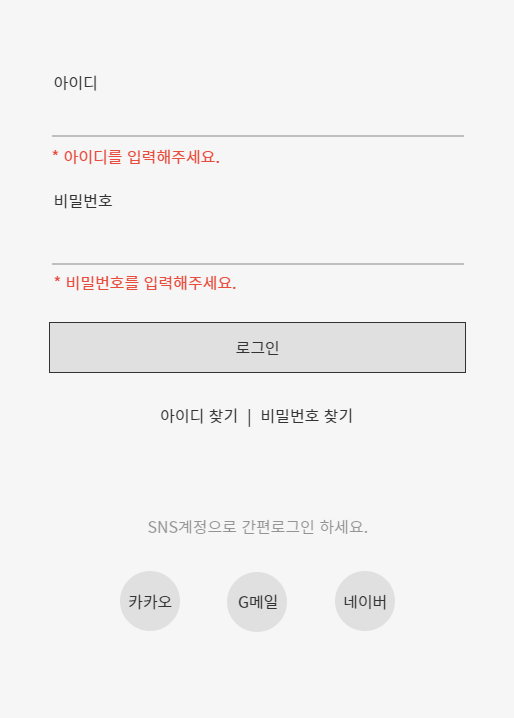 아이디
* 아이디를 입력해주세요.
비밀번호
* 비밀번호를 입력해주세요.
로그인
아이디 찾기 | 비밀번호 찾기
SNS계정으로 간편로그인 하세요.
카카오 G메일 네이버